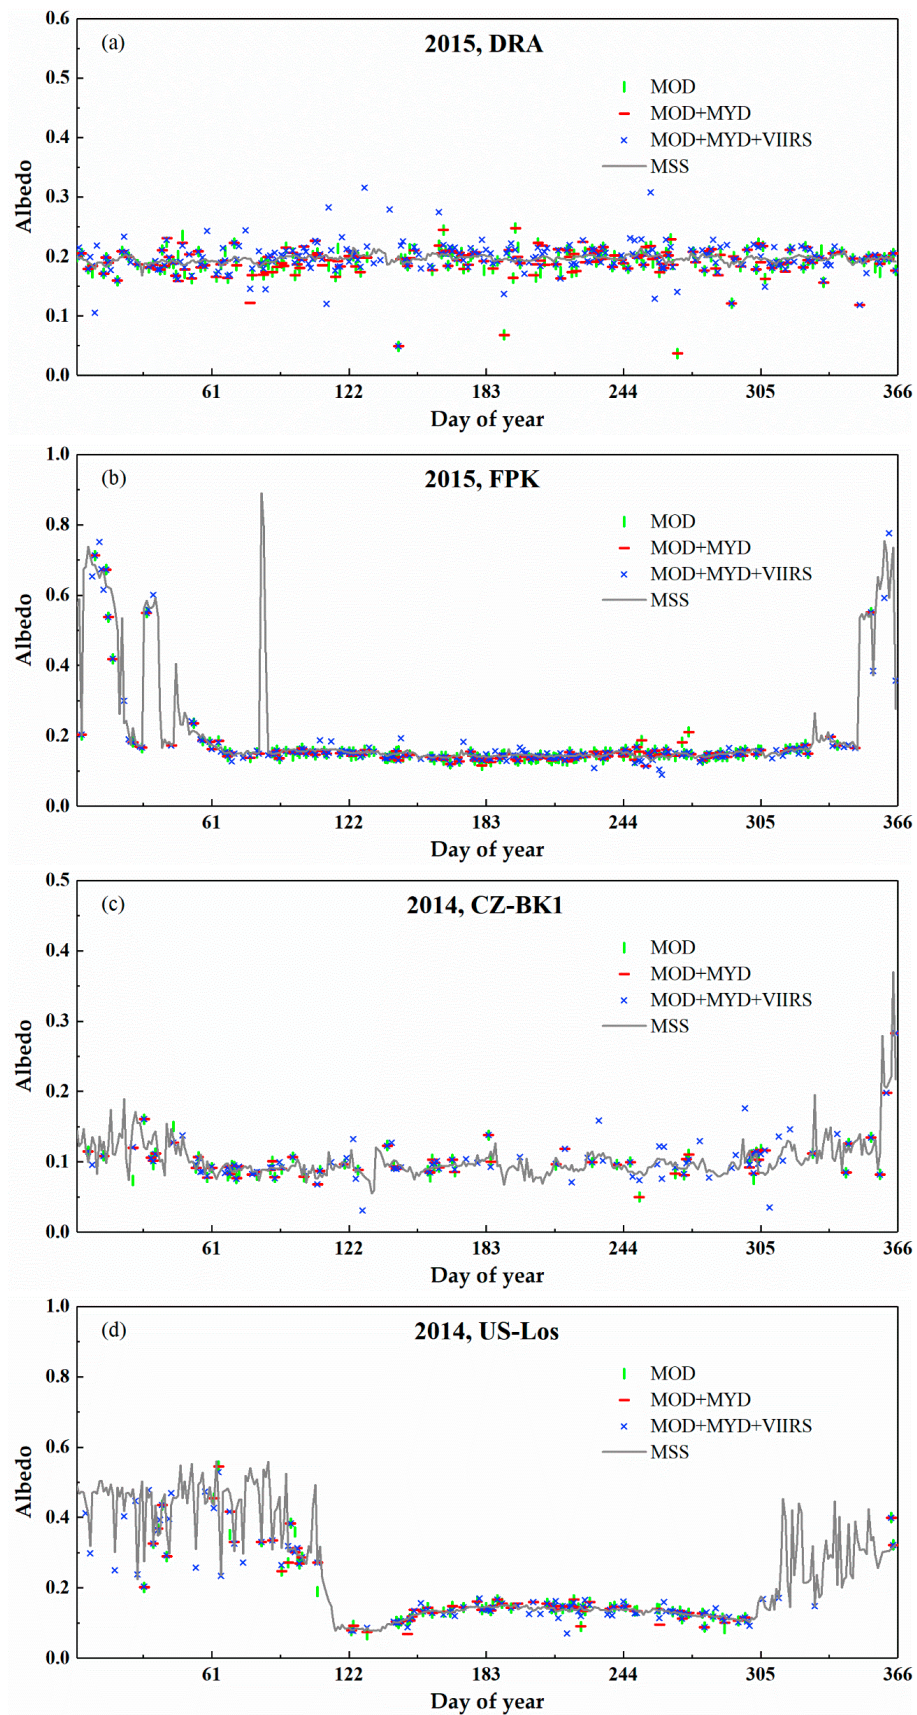 (a)
2015, DRA
0.6
0.5
0.4
0.3
0.2
0.1
0.0
Albedo
MOD
MOD+MYD
MOD+MYD+VIIRS
MSS
61 122 183 244 305 366
Day of year
(b)
2015, FPK
1.0
0.8
0.6
0.4
0.2
0.0
Albedo
MOD
MOD+MYD
MOD+MYD+VIIRS
MSS
61 122 183 244 305 366
Day of year
(c)
2014, CZ-BK1
0.5
0.4
0.3
0.2
0.1
0.0
Albedo
MOD
MOD+MYD
MOD+MYD+VIIRS
MSS
61 122 183 244 305 366
Day of year
(d)
2014, US-Los
1.0
0.8
0.6
0.4
0.2
0.0
Albedo
MOD
MOD+MYD
MOD+MYD+VIIRS
MSS
61 122 183 244 305 366
Day of year